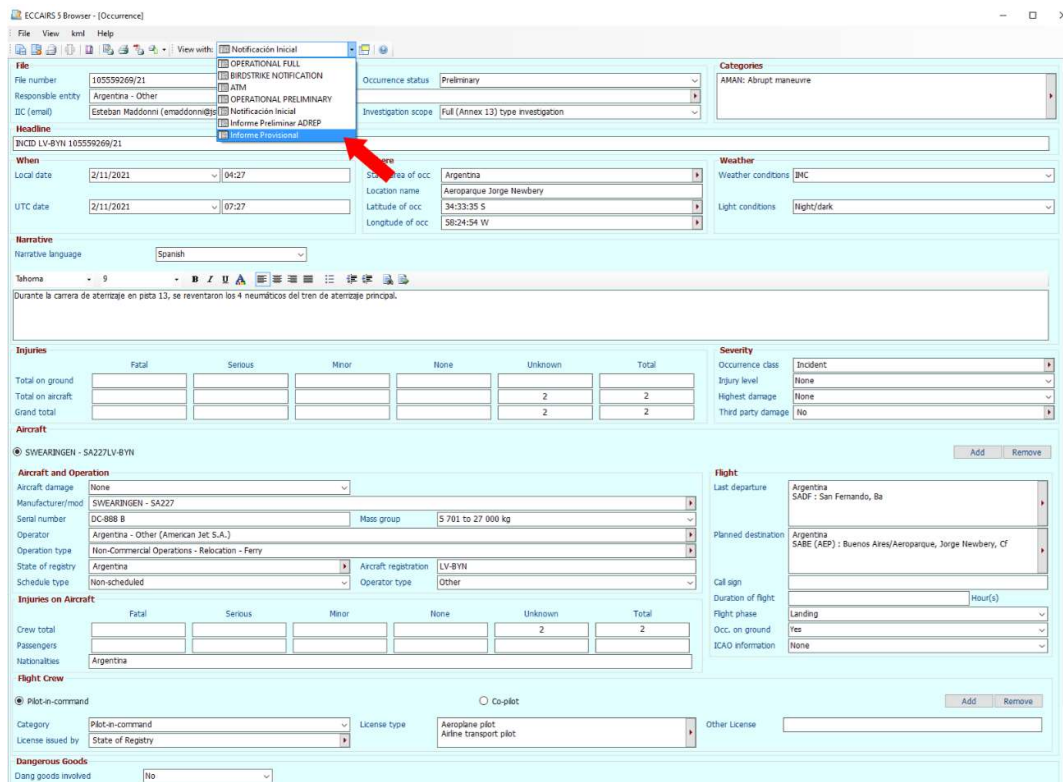 ECCAIRS 5 Browser - [Occurrence]
File View kml Help
View with: Notificación Inicial
OPERATIONAL FULL
BIRDSTRIKE NOTIFICATION
ATM
OPERATIONAL PRELIMINARY
Notificación Inicial
Informe Preliminar ADREP
Informe Provisional
File
File number 105559269/21 Occurrence status Preliminary
Responsible entity Argentina - Other
IIC (email) Esteban Maddonni (emaddonni@js Investigation scope Full (Annex 13) type investigation
Categories
AMAN: Abrupt maneuvre
Headline
INCID LV-BYN 105559269/21
When
Local date 2/11/2021 04:27
UTC date 2/11/2021 07:27
area of occ Argentina
Location name Aeroparque Jorge Newbery
Latitude of occ 34:33:35 S
Longitude of occ 58:24:54 W
Weather
Weather conditions IMC
Light conditions Night/dark
Narrative
Narrative language Spanish
Tahoma 9 B I U A
Durante la carrera de aterrizaje en pista 13, se reventaron los 4 neumáticos del tren de aterrizaje principal.
Injuries
Fatal Serious Minor None Unknown Total
Total on ground
Total on aircraft 2 2
Grand total 2 2
Severity
Occurrence class Incident
Injury level None
Highest damage None
Third party damage No
Aircraft
SWEARINGEN - SA227LV-BYN Add Remove
Aircraft and Operation
Aircraft damage None
Manufacturer/mod SWEARINGEN - SA227
Serial number DC-888 B Mass group 5 701 to 27 000 kg
Operator Argentina - Other (American Jet S.A.)
Operation type Non-Commercial Operations - Relocation - Ferry
State of registry Argentina Aircraft registration LV-BYN
Schedule type Non-scheduled Operator type Other
Flight
Last departure Argentina
SADF : San Fernando, Ba
Planned destination Argentina
SABE (AEP) : Buenos Aires/Aeroparque, Jorge Newbery, Cf
Call sign
Duration of flight Hour(s)
Flight phase Landing
Occ. on ground Yes
ICAO information None
Injuries on Aircraft
Fatal Serious Minor None Unknown Total
Crew total 2 2
Passengers
Nationalities Argentina
Flight Crew
Pilot-in-command Co-pilot Add Remove
Category Pilot-in-command License type Aeroplane pilot
Airline transport pilot
Other License
License issued by State of Registry
Dangerous Goods
Dang goods involved No